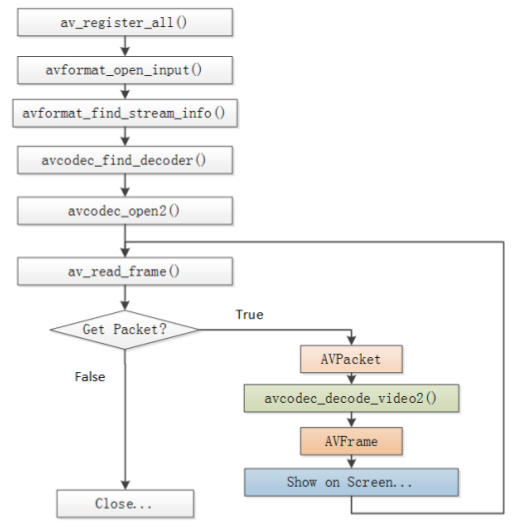 av_register_all()
avformat_open_input()
avformat_find_stream_info()
avcodec_find_decoder()
avcodec_open2()
av_read_frame()
Get Packet?
True
False
AVPacket
avcodec_decode_video2()
AVFrame
Show on Screen...
Close...